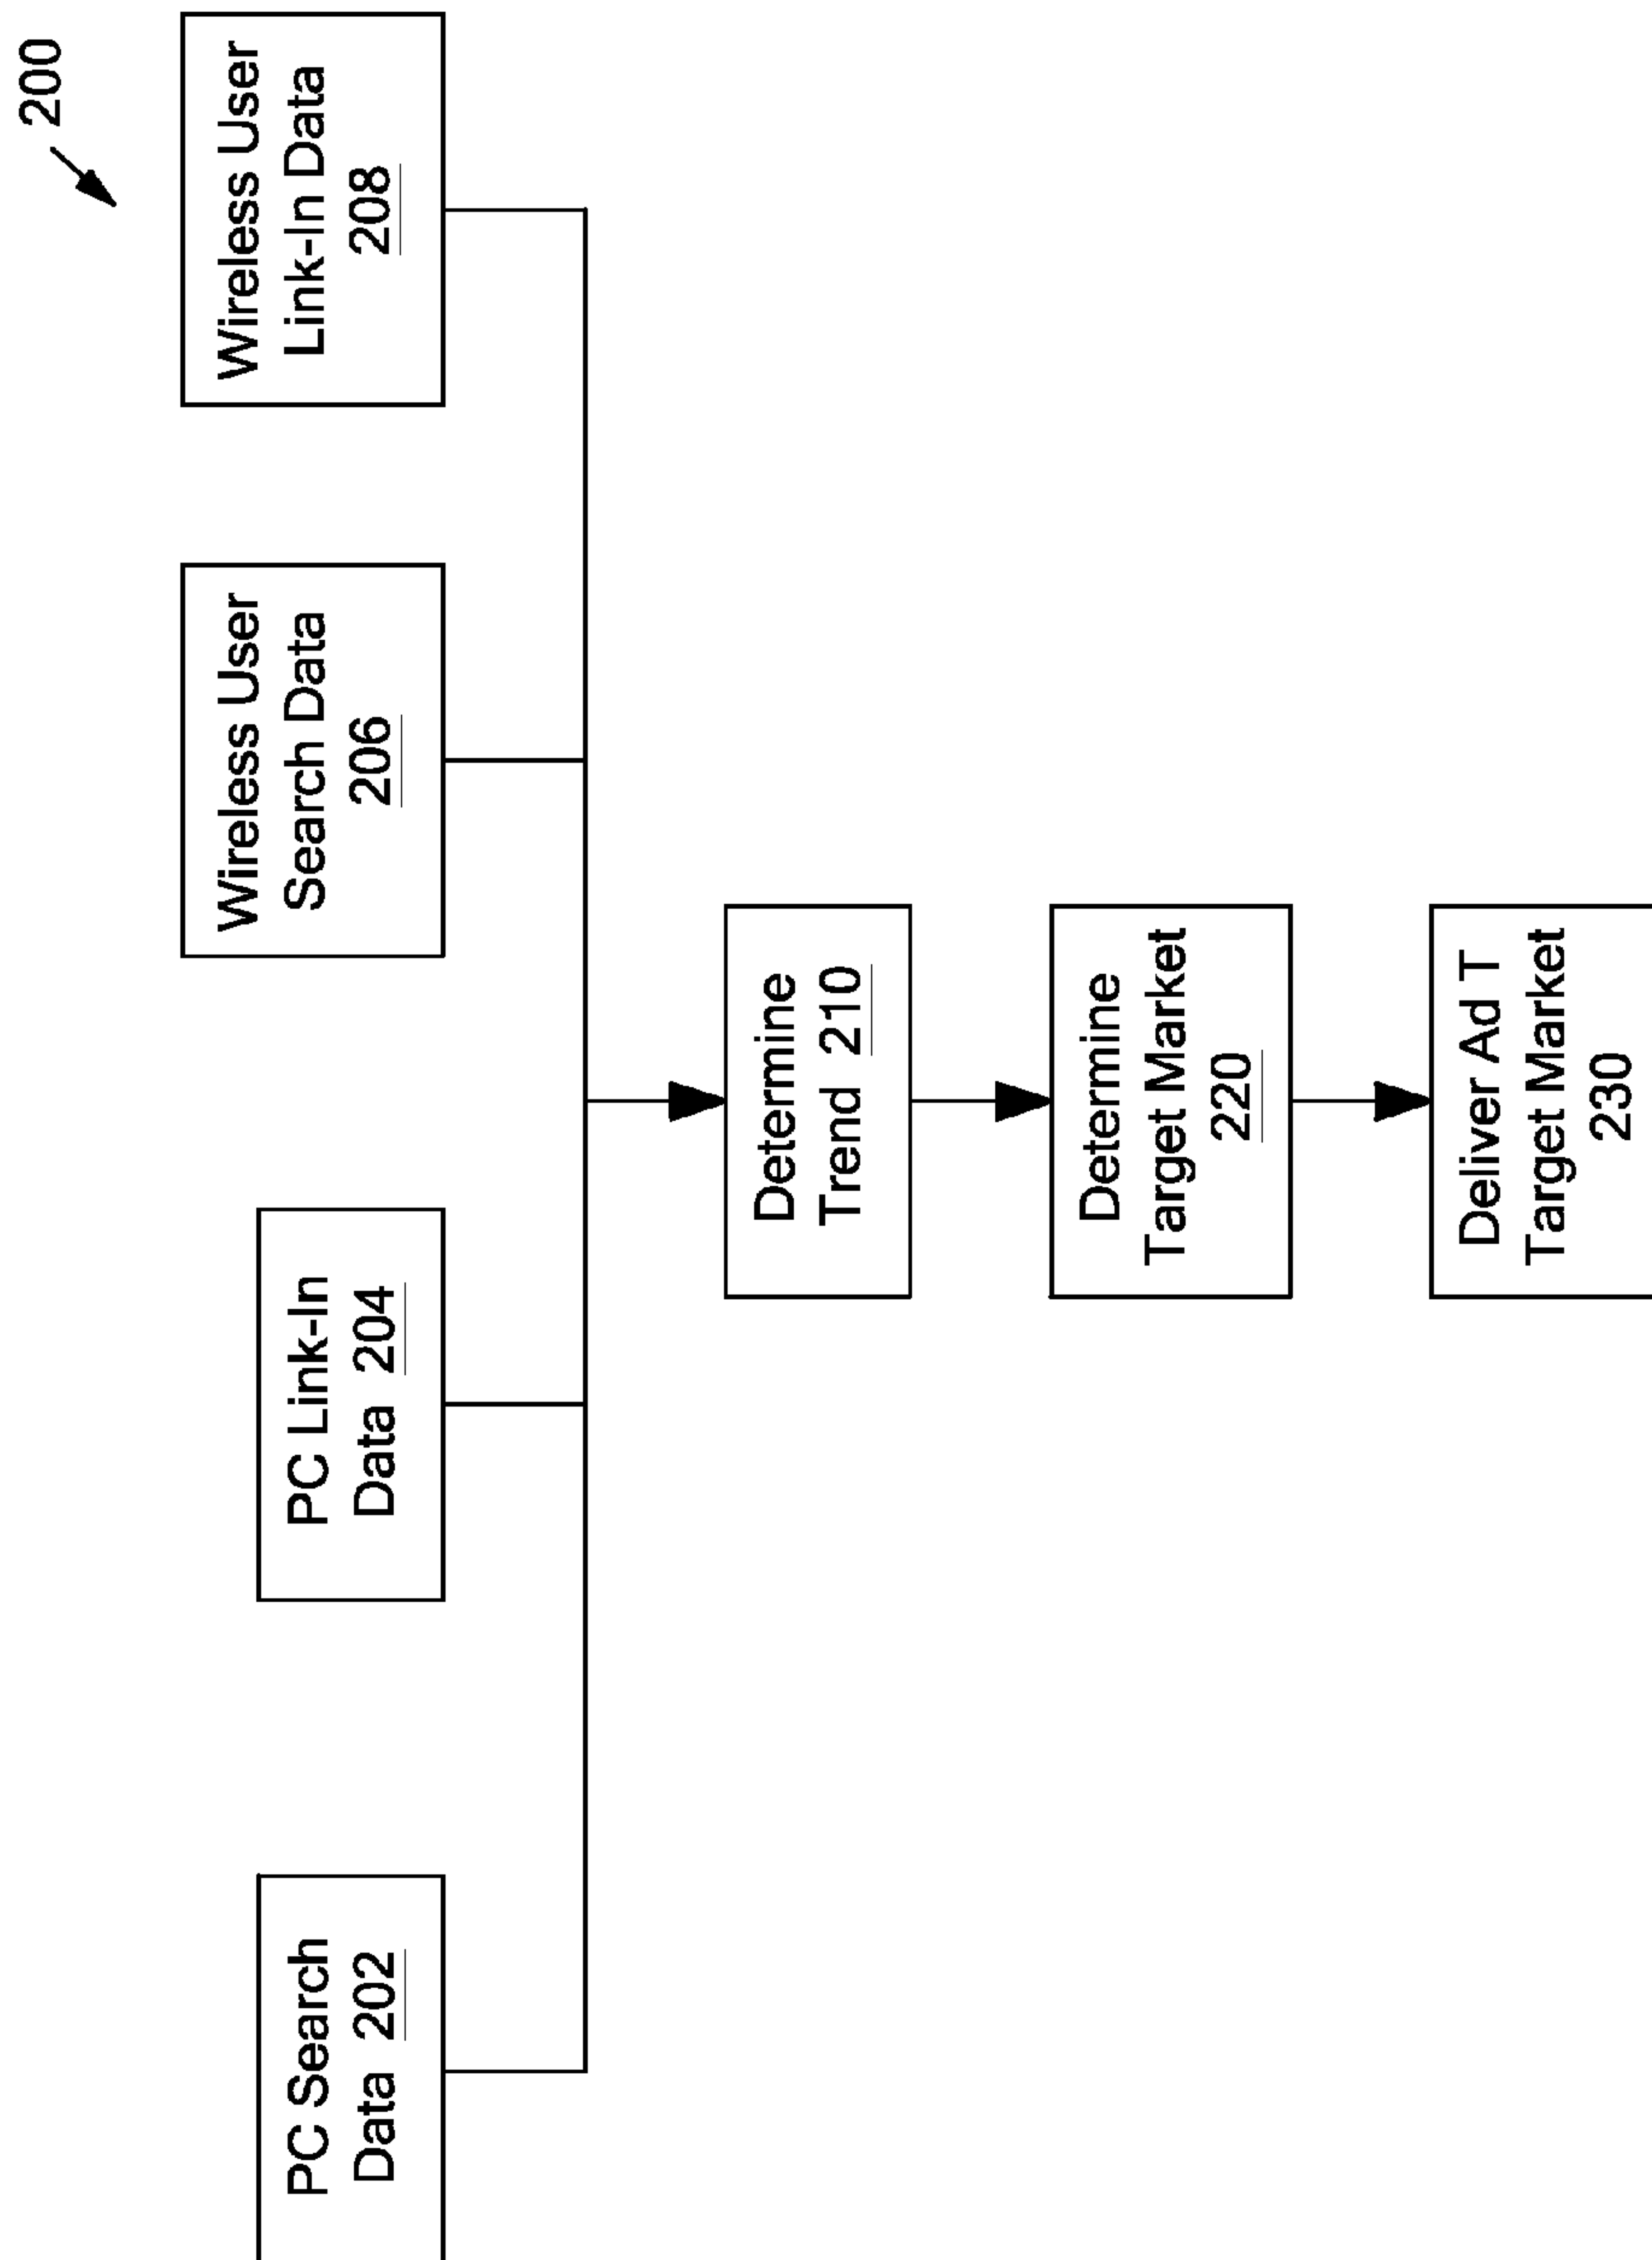 200
PC Search
Data 202
PC Link-In
Data 204
Wireless User
Search Data
206
Wireless User
Link-In Data
208
Determine
Trend 210
Determine
Target Market
220
Deliver Ad T
Target Market
230